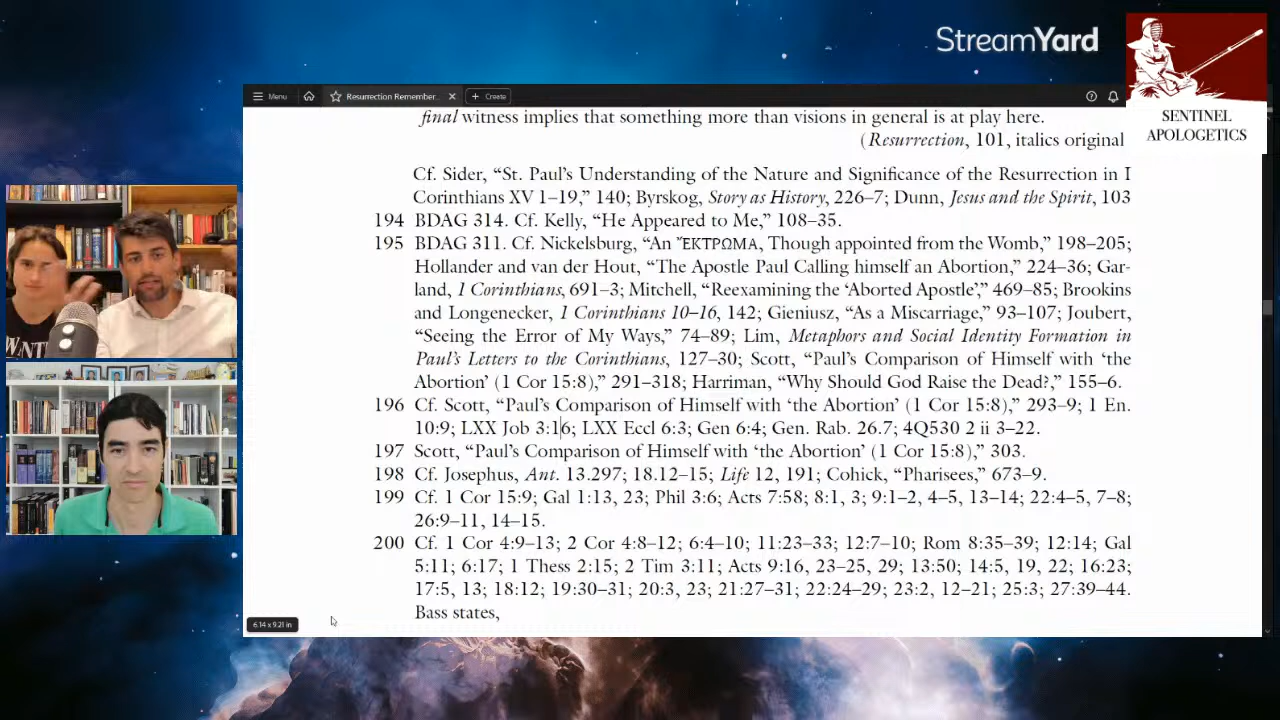 StreamYard
SENTINEL
APOLOGETICS
Menu
Resurrection Remember...
Create
final witness implies that something more than visions in general is at play here.
(Resurrection, 101, italics original
Cf. Sider, “St. Paul’s Understanding of the Nature and Significance of the Resurrection in I
Corinthians XV 1–19,” 140; Byrskog, Story as History, 226–7; Dunn, Jesus and the Spirit, 103
194 BDAG 314. Cf. Kelly, “He Appeared to Me,” 108–35.
195 BDAG 311. Cf. Nickelsburg, “An ἜΚΤΡΩΜΑ, Though appointed from the Womb,” 198–205;
Hollander and van der Hout, “The Apostle Paul Calling himself an Abortion,” 224–36; Gar-
land, 1 Corinthians, 691–3; Mitchell, “Reexamining the ‘Aborted Apostle’,” 469–85; Brookins
and Longenecker, 1 Corinthians 10–16, 142; Gieniusz, “As a Miscarriage,” 93–107; Joubert,
“Seeing the Error of My Ways,” 74–89; Lim, Metaphors and Social Identity Formation in
Paul’s Letters to the Corinthians, 127–30; Scott, “Paul’s Comparison of Himself with ‘the
Abortion’ (1 Cor 15:8),” 291–318; Harriman, “Why Should God Raise the Dead?,” 155–6.
196 Cf. Scott, “Paul’s Comparison of Himself with ‘the Abortion’ (1 Cor 15:8),” 293–9; 1 En.
10:9; LXX Job 3:16; LXX Eccl 6:3; Gen 6:4; Gen. Rab. 26.7; 4Q530 2 ii 3–22.
197 Scott, “Paul’s Comparison of Himself with ‘the Abortion’ (1 Cor 15:8),” 303.
198 Cf. Josephus, Ant. 13.297; 18.12–15; Life 12, 191; Cohick, “Pharisees,” 673–9.
199 Cf. 1 Cor 15:9; Gal 1:13, 23; Phil 3:6; Acts 7:58; 8:1, 3; 9:1–2, 4–5, 13–14; 22:4–5, 7–8;
26:9–11, 14–15.
200 Cf. 1 Cor 4:9–13; 2 Cor 4:8–12; 6:4–10; 11:23–33; 12:7–10; Rom 8:35–39; 12:14; Gal
5:11; 6:17; 1 Thess 2:15; 2 Tim 3:11; Acts 9:16, 23–25, 29; 13:50; 14:5, 19, 22; 16:23;
17:5, 13; 18:12; 19:30–31; 20:3, 23; 21:27–31; 22:24–29; 23:2, 12–21; 25:3; 27:39–44.
Bass states,
6.14 x 9.21 in